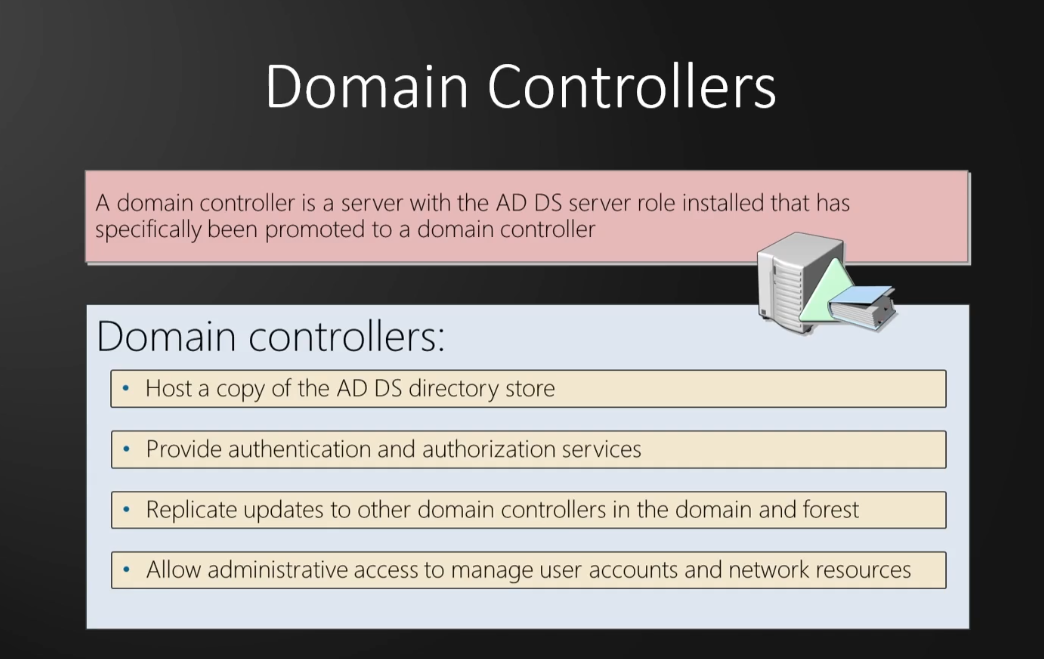 Domain Controllers
A domain controller is a server with the AD DS server role installed that has
specifically been promoted to a domain controller
Domain controllers:
• Host a copy of the AD DS directory store
• Provide authentication and authorization services
• Replicate updates to other domain controllers in the domain and forest
• Allow administrative access to manage user accounts and network resources